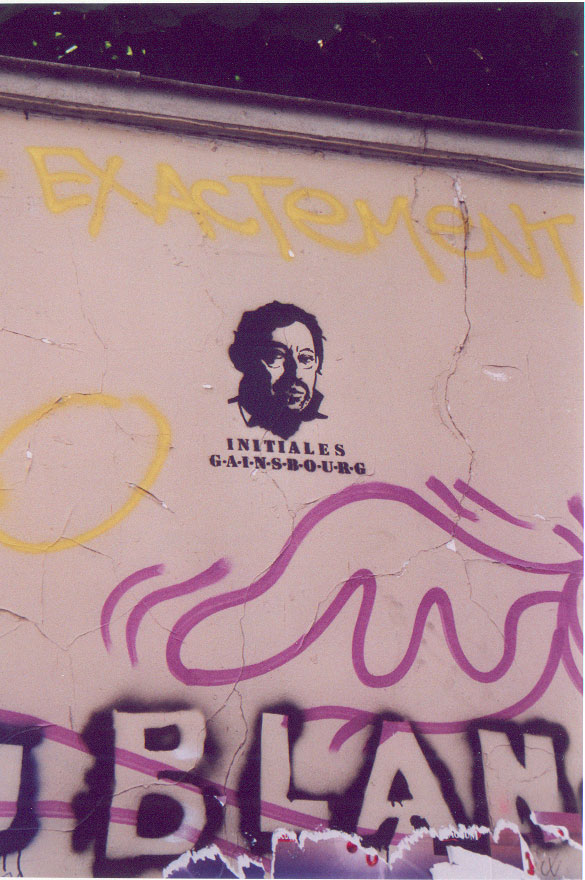 EXACTEMENT
INITIALES
G·A·I·N·S·B·O·U·R·G
BLAN